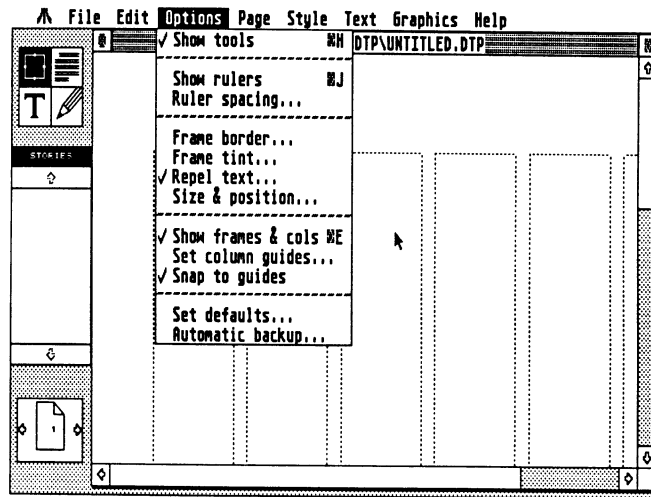 File Edit Options Page Style Text Graphics Help
DTP\UNTITLED.DTP
✓ Show tools ⌘H
Show rulers ⌘J
Ruler spacing...
Frame border...
Frame tint...
✓ Repel text...
Size & position...
✓ Show frames & cols ⌘E
Set column guides...
✓ Snap to guides
Set defaults...
Automatic backup...
T
STORIES
1